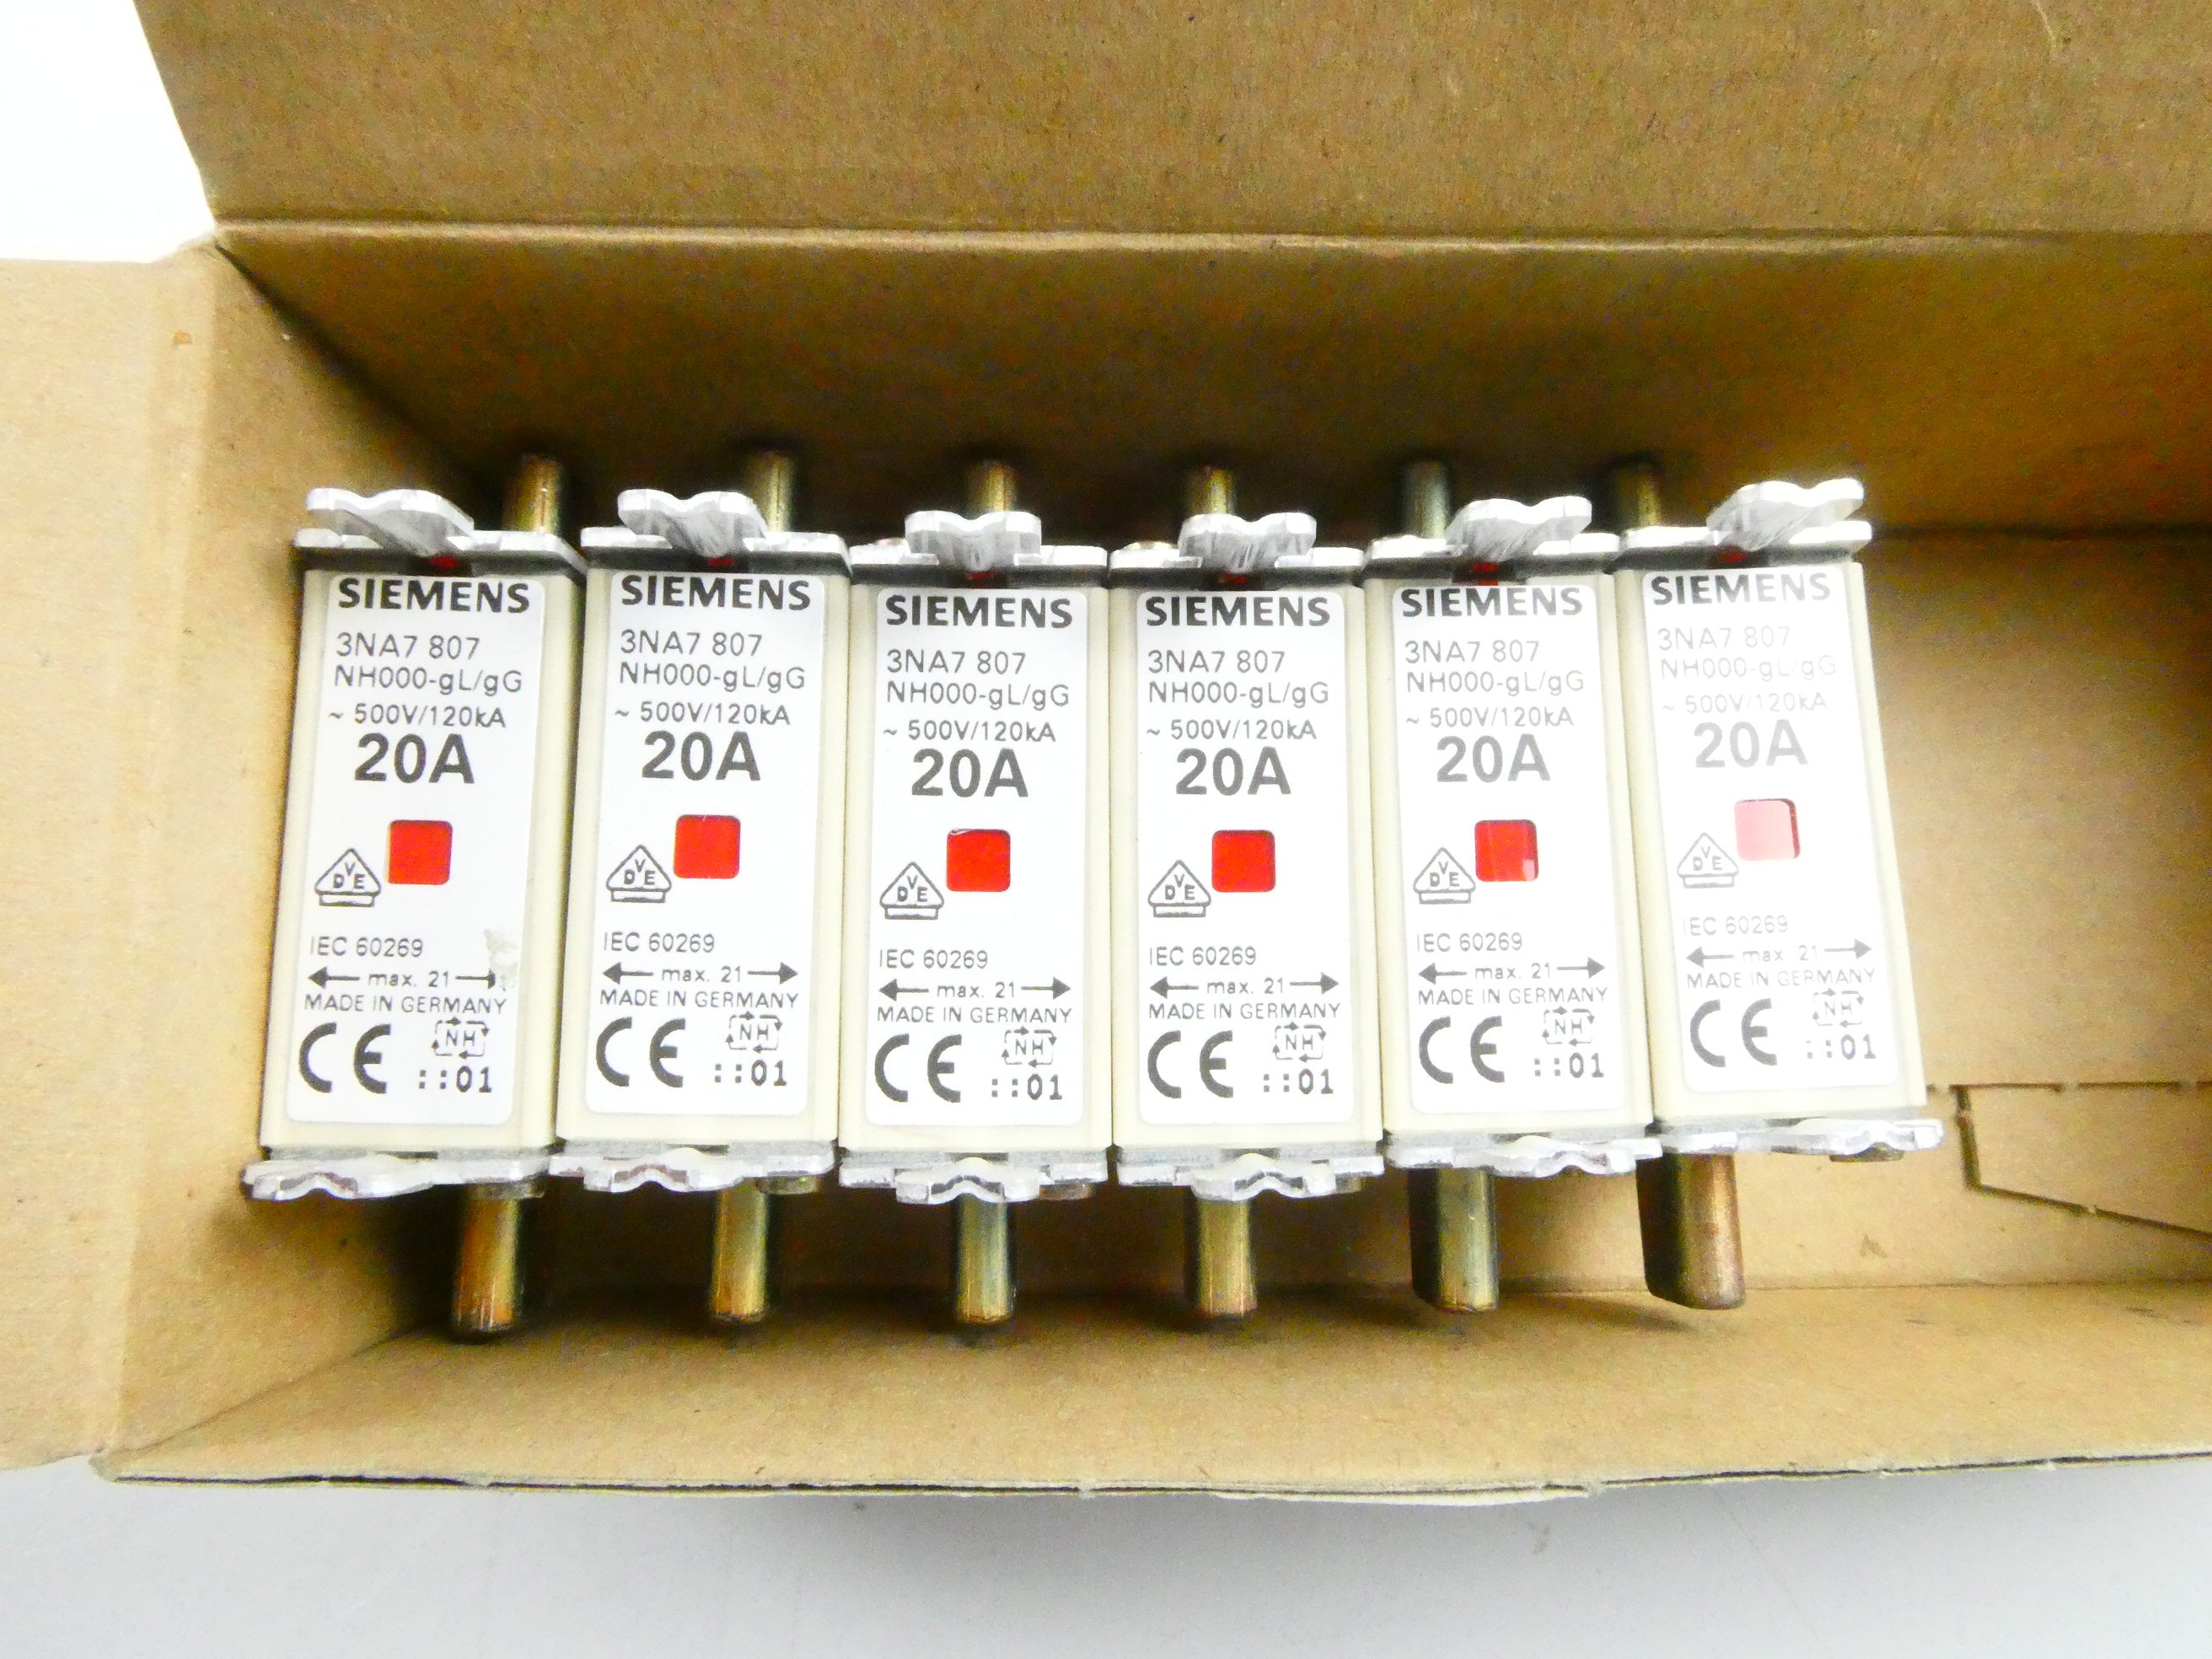 SIEMENS
3NA7 807
NH000-gL/gG
~ 500V/120kA
20A
VDE
IEC 60269
max. 21
MADE IN GERMANY
CE NH
::01
SIEMENS
3NA7 807
NH000-gL/gG
~ 500V/120kA
20A
VDE
IEC 60269
max. 21
MADE IN GERMANY
CE NH
::01
SIEMENS
3NA7 807
NH000-gL/gG
~ 500V/120kA
20A
VDE
IEC 60269
max. 21
MADE IN GERMANY
CE NH
::01
SIEMENS
3NA7 807
NH000-gL/gG
~ 500V/120kA
20A
VDE
IEC 60269
max. 21
MADE IN GERMANY
CE NH
::01
SIEMENS
3NA7 807
NH000-gL/gG
~ 500V/120kA
20A
VDE
IEC 60269
max. 21
MADE IN GERMANY
CE NH
::01
SIEMENS
3NA7 807
NH000-gL/gG
~ 500V/120kA
20A
VDE
IEC 60269
max 21
MADE IN GERMANY
CE NH
::01